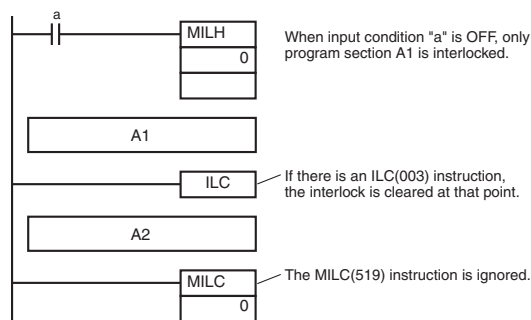 a
MILH
0
When input condition "a" is OFF, only
program section A1 is interlocked.
A1
ILC
If there is an ILC(003) instruction,
the interlock is cleared at that point.
A2
MILC
0
The MILC(519) instruction is ignored.